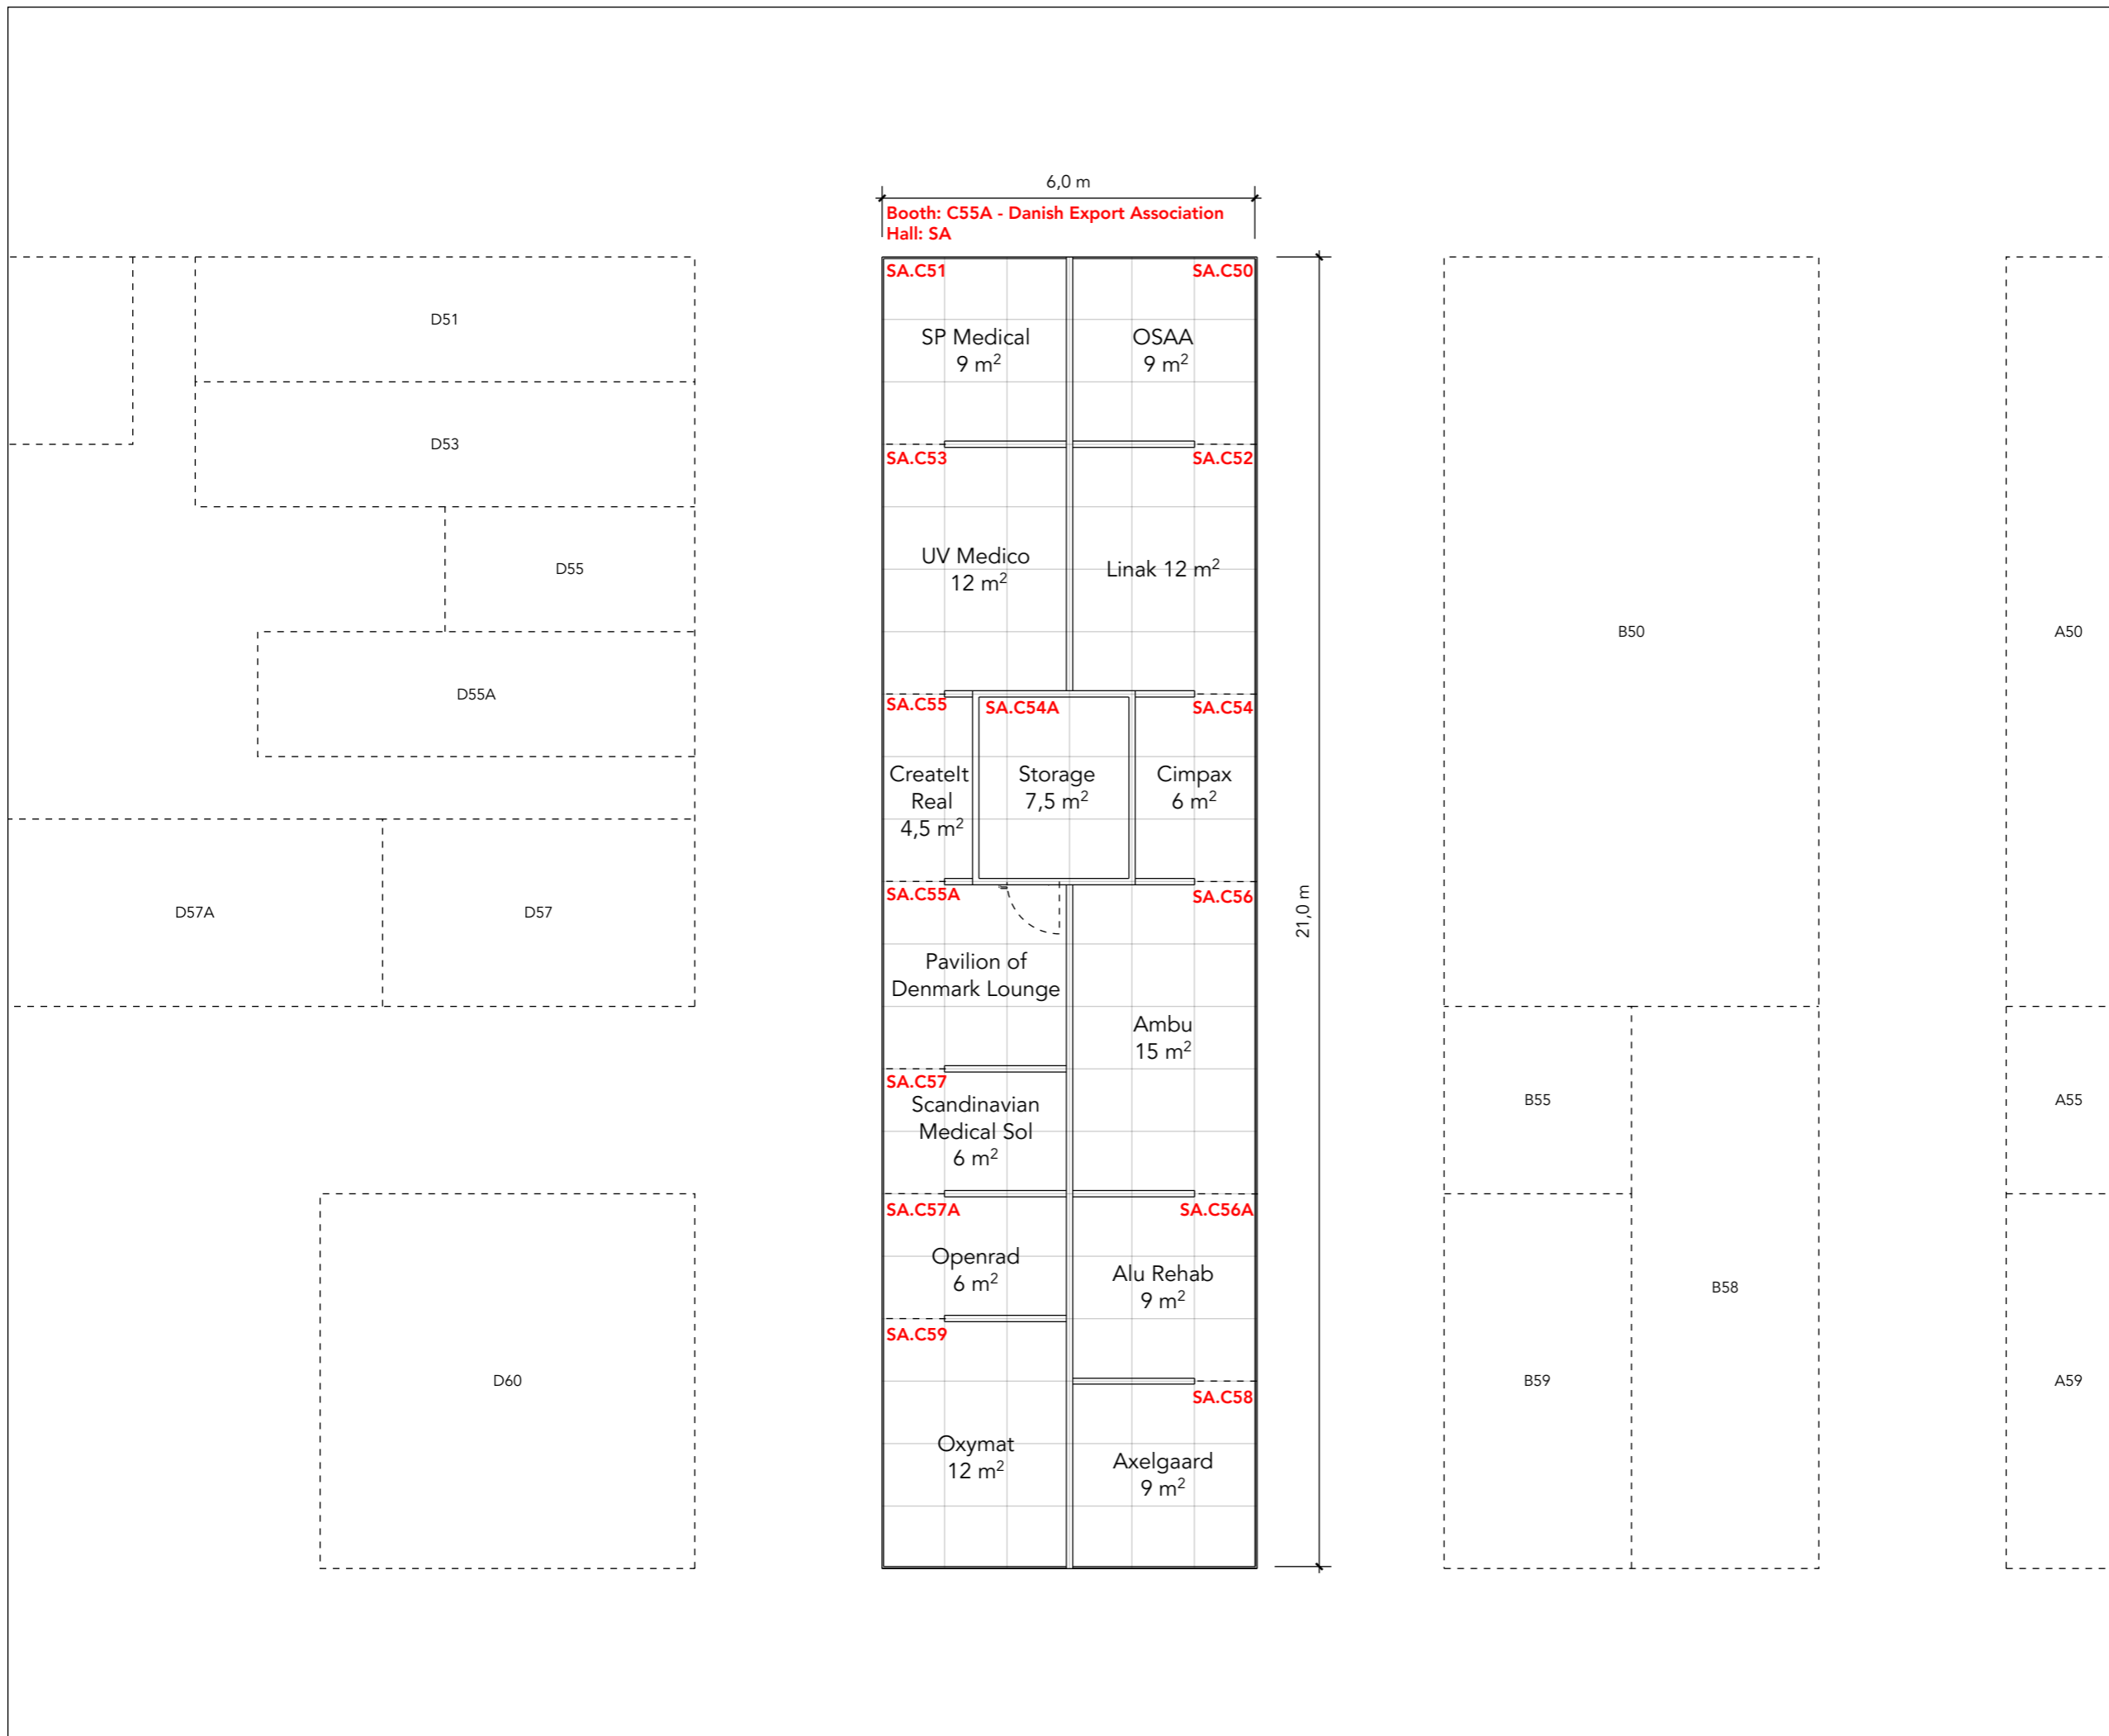 6,0 m
Booth: C55A - Danish Export Association
Hall: SA
SA.C51
SA.C50
SP Medical
9 m²
OSAA
9 m²
SA.C53
SA.C52
UV Medico
12 m²
Linak 12 m²
SA.C55
SA.C54A
SA.C54
CreateIt
Real
4,5 m²
Storage
7,5 m²
Cimpax
6 m²
SA.C55A
SA.C56
Pavilion of
Denmark Lounge
Ambu
15 m²
SA.C57
Scandinavian
Medical Sol
6 m²
SA.C57A
SA.C56A
Openrad
6 m²
Alu Rehab
9 m²
SA.C59
SA.C58
Oxymat
12 m²
Axelgaard
9 m²
21,0 m
D51
D53
D55
D55A
D57A
D57
D60
B50
B55
B58
B59
A50
A55
A59